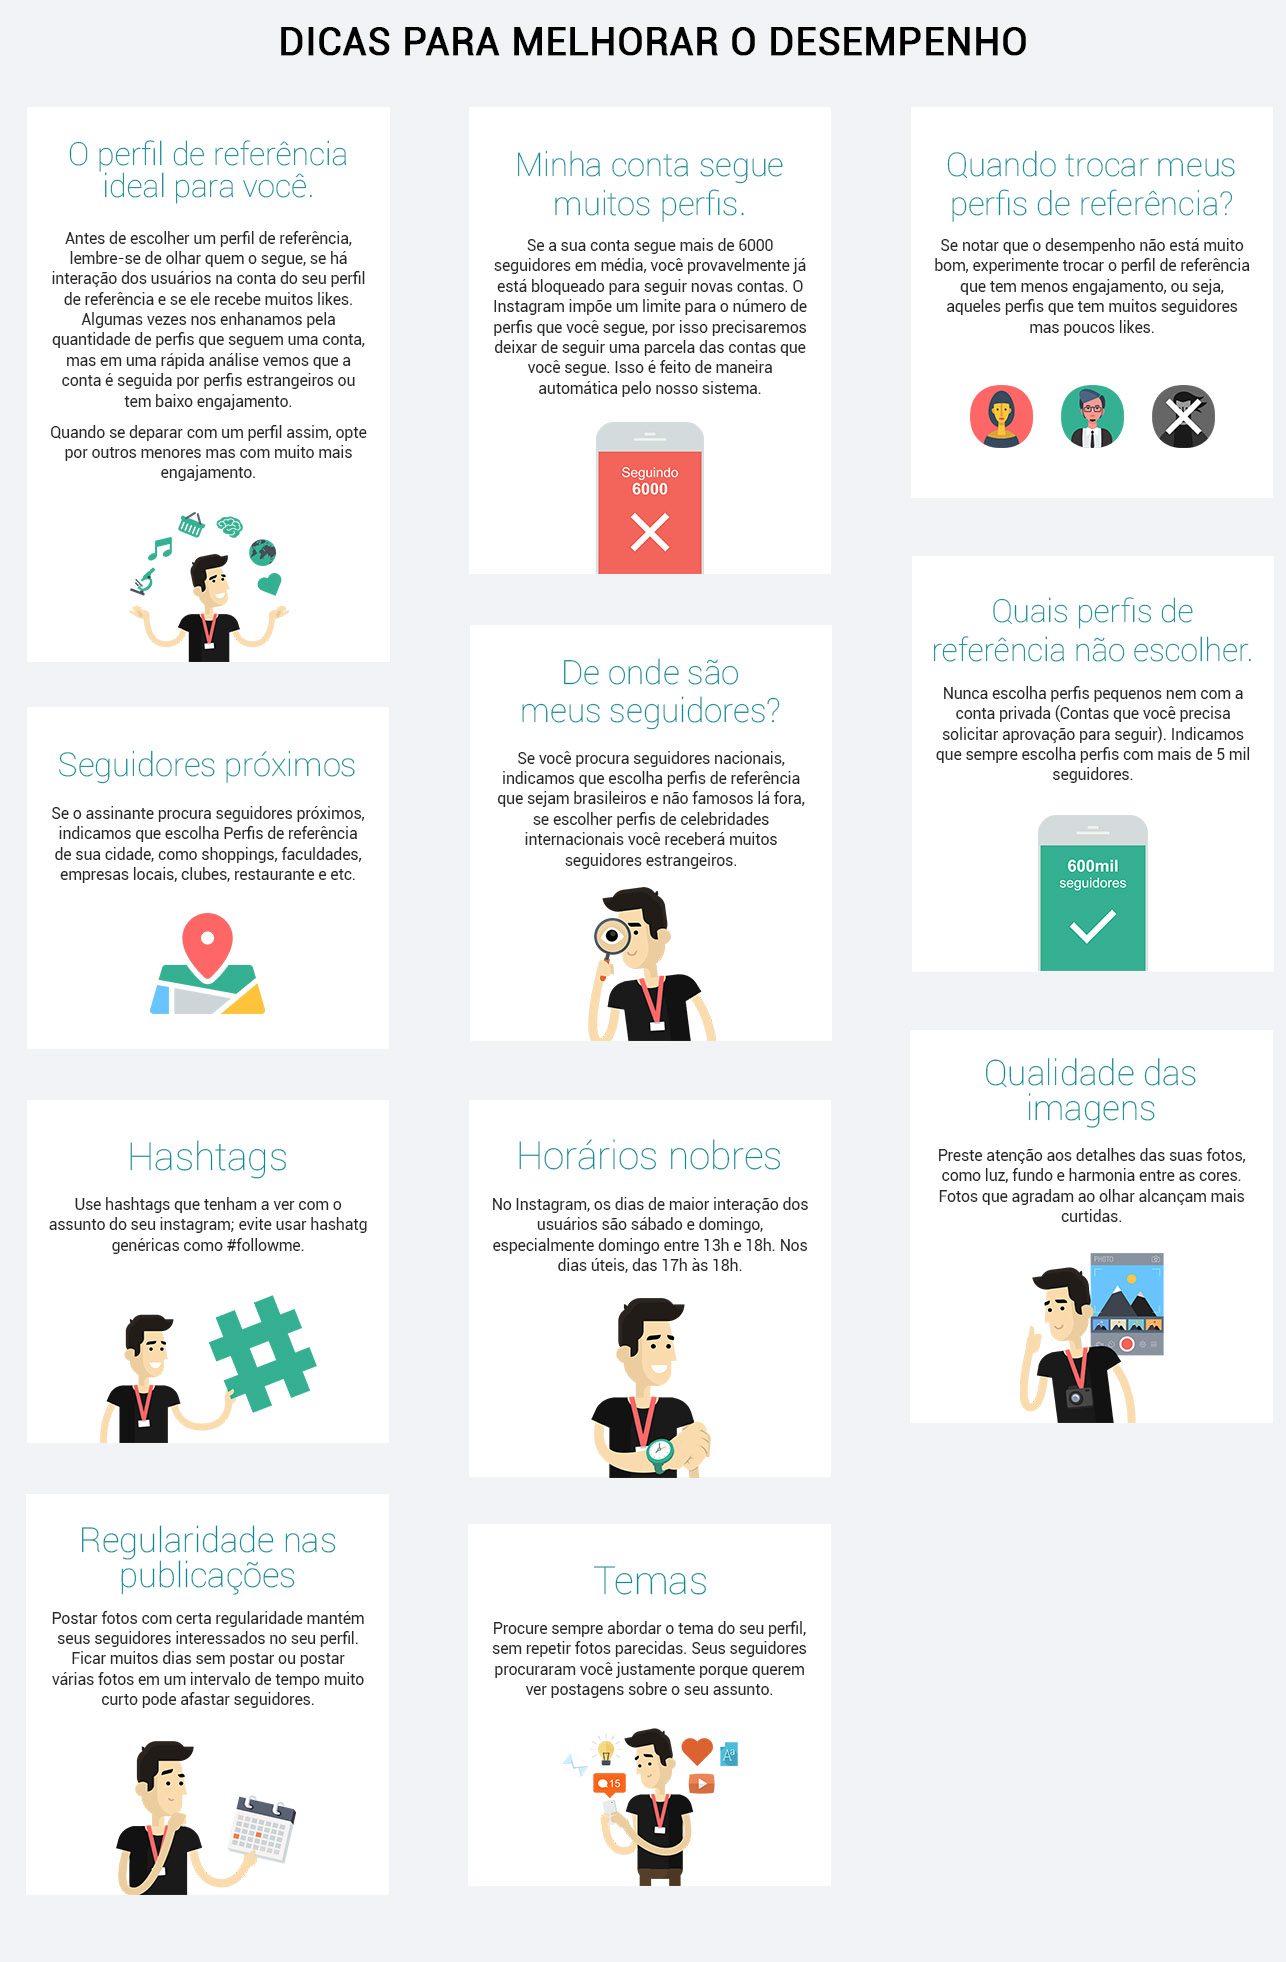 DICAS PARA MELHORAR O DESEMPENHO
O perfil de referência
ideal para você.
Antes de escolher um perfil de referência,
lembre-se de olhar quem o segue, se há
interação dos usuários na conta do seu perfil
de referência e se ele recebe muitos likes.
Algumas vezes nos enhanamos pela
quantidade de perfis que seguem uma conta,
mas em uma rápida análise vemos que a
conta é seguida por perfis estrangeiros ou
tem baixo engajamento.
Quando se deparar com um perfil assim, opte
por outros menores mas com muito mais
engajamento.
Minha conta segue
muitos perfis.
Se a sua conta segue mais de 6000
seguidores em média, você provavelmente já
está bloqueado para seguir novas contas. O
Instagram impõe um limite para o número de
perfis que você segue, por isso precisaremos
deixar de seguir uma parcela das contas que
você segue. Isso é feito de maneira
automática pelo nosso sistema.
Seguindo
6000
Quando trocar meus
perfis de referência?
Se notar que o desempenho não está muito
bom, experimente trocar o perfil de referência
que tem menos engajamento, ou seja,
aqueles perfis que tem muitos seguidores
mas poucos likes.
Seguidores próximos
Se o assinante procura seguidores próximos,
indicamos que escolha Perfis de referência
de sua cidade, como shoppings, faculdades,
empresas locais, clubes, restaurante e etc.
De onde são
meus seguidores?
Se você procura seguidores nacionais,
indicamos que escolha perfis de referência
que sejam brasileiros e não famosos lá fora,
se escolher perfis de celebridades
internacionais você receberá muitos
seguidores estrangeiros.
Quais perfis de
referência não escolher.
Nunca escolha perfis pequenos nem com a
conta privada (Contas que você precisa
solicitar aprovação para seguir). Indicamos
que sempre escolha perfis com mais de 5 mil
seguidores.
600mil
seguidores
Hashtags
Use hashtags que tenham a ver com o
assunto do seu instagram; evite usar hashatg
genéricas como #followme.
Horários nobres
No Instagram, os dias de maior interação dos
usuários são sábado e domingo,
especialmente domingo entre 13h e 18h. Nos
dias úteis, das 17h às 18h.
Qualidade das
imagens
Preste atenção aos detalhes das suas fotos,
como luz, fundo e harmonia entre as cores.
Fotos que agradam ao olhar alcançam mais
curtidas.
PHOTO
Regularidade nas
publicações
Postar fotos com certa regularidade mantém
seus seguidores interessados no seu perfil.
Ficar muitos dias sem postar ou postar
várias fotos em um intervalo de tempo muito
curto pode afastar seguidores.
Temas
Procure sempre abordar o tema do seu perfil,
sem repetir fotos parecidas. Seus seguidores
procuraram você justamente porque querem
ver postagens sobre o seu assunto.
15
Aa